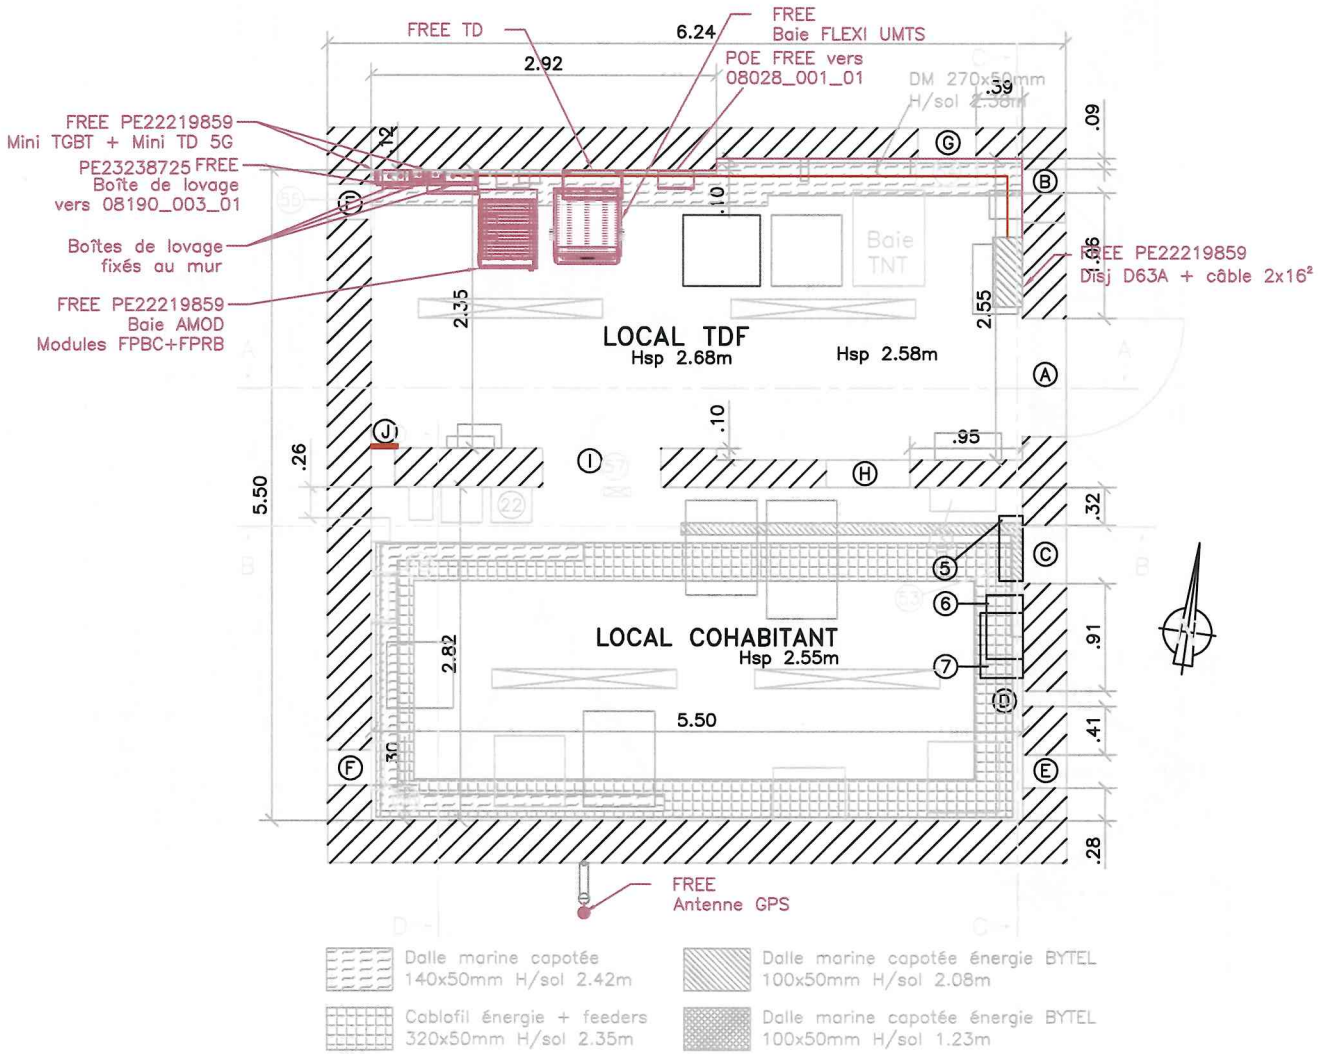 FREE TD
6.24
FREE
Baie FLEXI UMTS
2.92
POE FREE vers
08028_001_01
DM 270x50mm
H/sol 2.38m
.39
.09
FREE PE22219859
Mini TGBT + Mini TD 5G
.12
G
PE23238725 FREE
Boîte de lovage
vers 08190_003_01
B
55
P
.10
Boîtes de lovage
fixés au mur
Baie
TNT
FREE PE22219859
Disj D63A + câble 2x16²
FREE PE22219859
Baie AMOD
Modules FPBC+FPRB
2.35
2.55
LOCAL TDF
Hsp 2.68m
Hsp 2.58m
A
A
A
J
.10
.95
.26
I
57
H
5.50
22
.32
B
5
C
B
53
6
LOCAL COHABITANT
Hsp 2.55m
2.82
.91
7
D
5.50
.41
.30
F
E
.28
FREE
Antenne GPS
D
C
Dalle marine capotée
140x50mm H/sol 2.42m
Dalle marine capotée énergie BYTEL
100x50mm H/sol 2.08m
Cablofil énergie + feeders
320x50mm H/sol 2.35m
Dalle marine capotée énergie BYTEL
100x50mm H/sol 1.23m